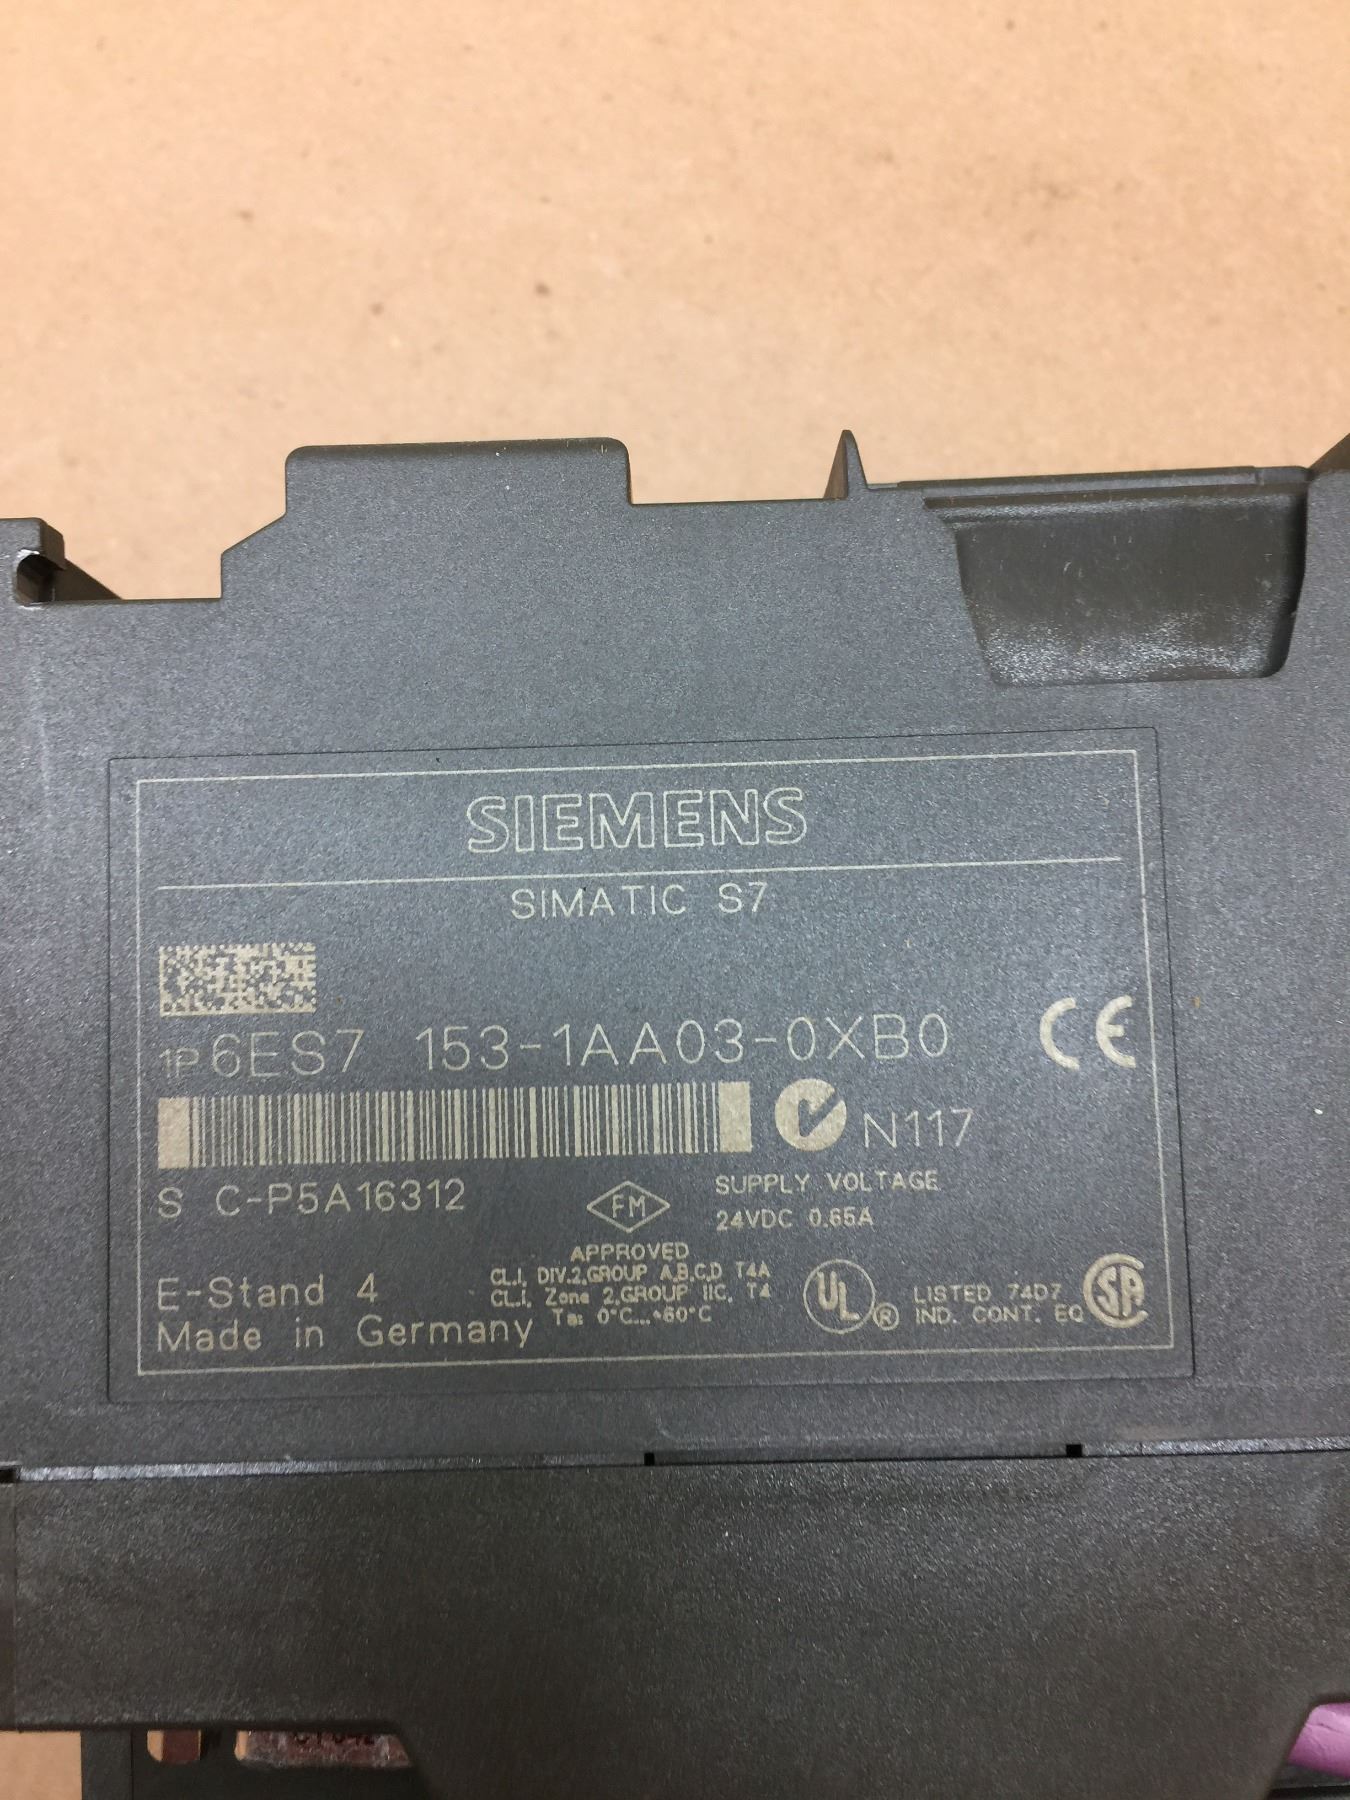 SIEMENS
SIMATIC S7
1P 6ES7 153-1AA03-0XB0
CE
N117
S C-P5A16312
SUPPLY VOLTAGE
24VDC 0.65A
FM
APPROVED
CL.I, DIV.2,GROUP A,B,C,D T4A
CL.I, Zone 2,GROUP IIC, T4
Ta: 0°C...+60°C
E-Stand 4
Made in Germany
UL ®
LISTED 74D7
IND. CONT. EQ
SA